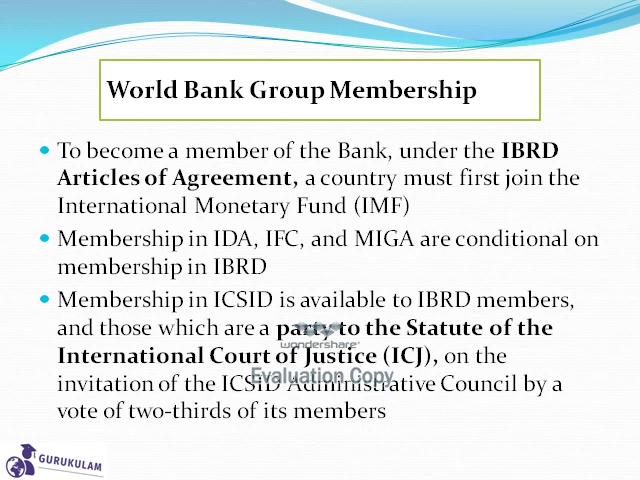 World Bank Group Membership
To become a member of the Bank, under the IBRD
Articles of Agreement, a country must first join the
International Monetary Fund (IMF)
Membership in IDA, IFC, and MIGA are conditional on
membership in IBRD
Membership in ICSID is available to IBRD members,
and those which are a party to the Statute of the
wondershare
International Court of Justice (ICJ), on the
Evaluation Copy
invitation of the ICSID Administrative Council by a
vote of two-thirds of its members
GURUKULAM